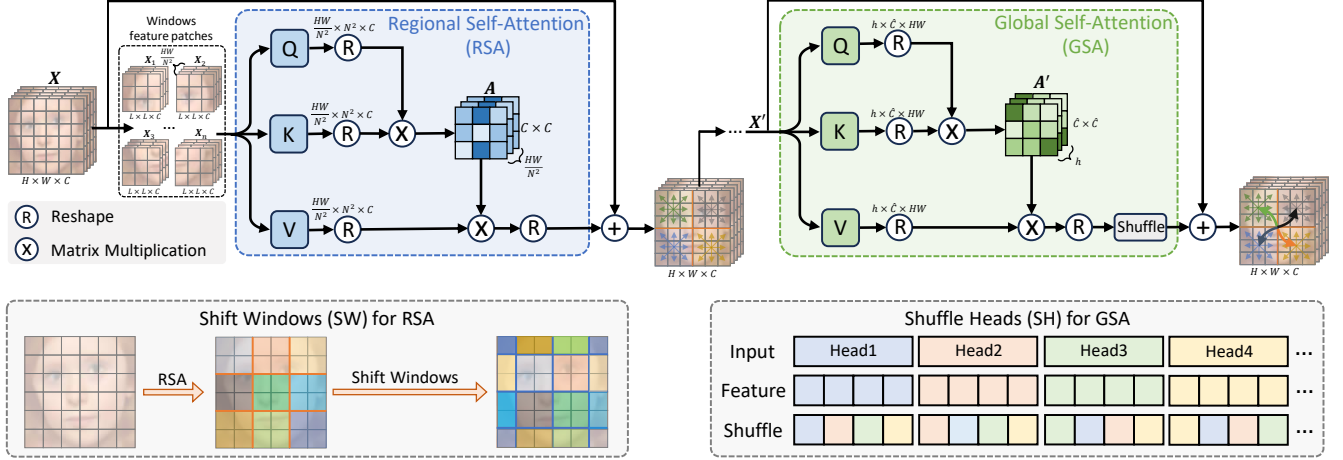 Windows
feature patches
X
H × W × C
X₁ HW/N² X₂
L × L × C L × L × C
X₃ ... Xₙ
L × L × C L × L × C
R Reshape
X Matrix Multiplication
Regional Self-Attention
(RSA)
Q HW/N² × N² × C R
K HW/N² × N² × C R X
V HW/N² × N² × C R X R +
A
C × C
HW/N²
H × W × C
... X′
Global Self-Attention
(GSA)
Q h × Ĉ × HW R
K h × Ĉ × HW R X
V h × Ĉ × HW R X R Shuffle +
A′
Ĉ × Ĉ
h
H × W × C
Shift Windows (SW) for RSA
RSA
Shift Windows
Shuffle Heads (SH) for GSA
Input Head1 Head2 Head3 Head4 ...
Feature ...
Shuffle ...